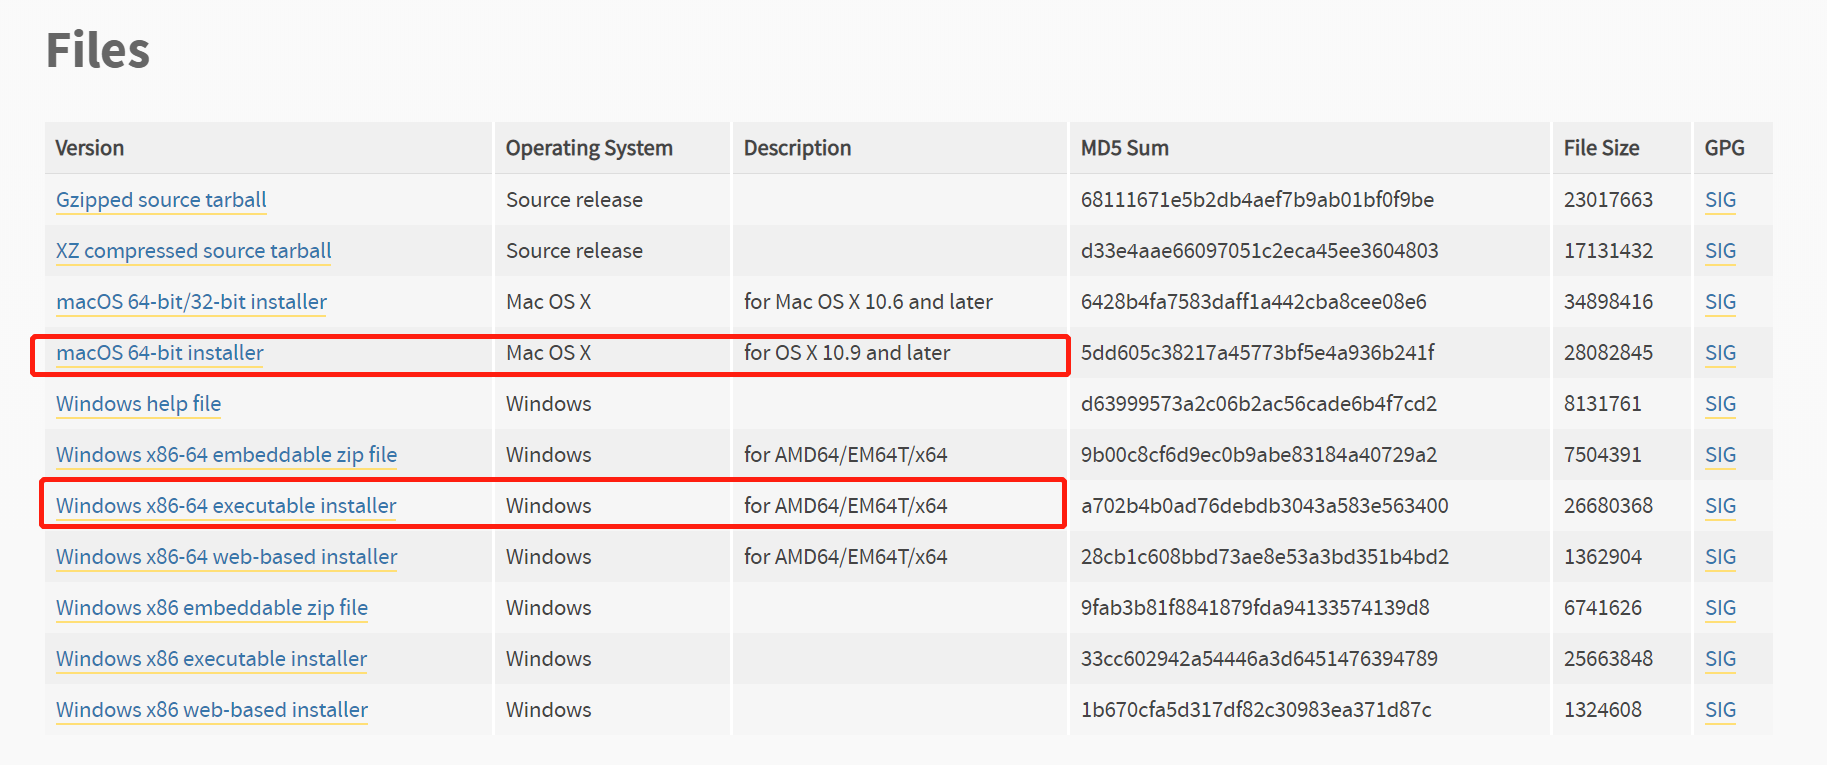 Files
Version Operating System Description MD5 Sum File Size GPG
Gzipped source tarball Source release 68111671e5b2db4aef7b9ab01bf0f9be 23017663 SIG
XZ compressed source tarball Source release d33e4aae66097051c2eca45ee3604803 17131432 SIG
macOS 64-bit/32-bit installer Mac OS X for Mac OS X 10.6 and later 6428b4fa7583daff1a442cba8cee08e6 34898416 SIG
macOS 64-bit installer Mac OS X for OS X 10.9 and later 5dd605c38217a45773bf5e4a936b241f 28082845 SIG
Windows help file Windows d63999573a2c06b2ac56cade6b4f7cd2 8131761 SIG
Windows x86-64 embeddable zip file Windows for AMD64/EM64T/x64 9b00c8cf6d9ec0b9abe83184a40729a2 7504391 SIG
Windows x86-64 executable installer Windows for AMD64/EM64T/x64 a702b4b0ad76debdb3043a583e563400 26680368 SIG
Windows x86-64 web-based installer Windows for AMD64/EM64T/x64 28cb1c608bbd73ae8e53a3bd351b4bd2 1362904 SIG
Windows x86 embeddable zip file Windows 9fab3b81f8841879fda94133574139d8 6741626 SIG
Windows x86 executable installer Windows 33cc602942a54446a3d6451476394789 25663848 SIG
Windows x86 web-based installer Windows 1b670cfa5d317df82c30983ea371d87c 1324608 SIG